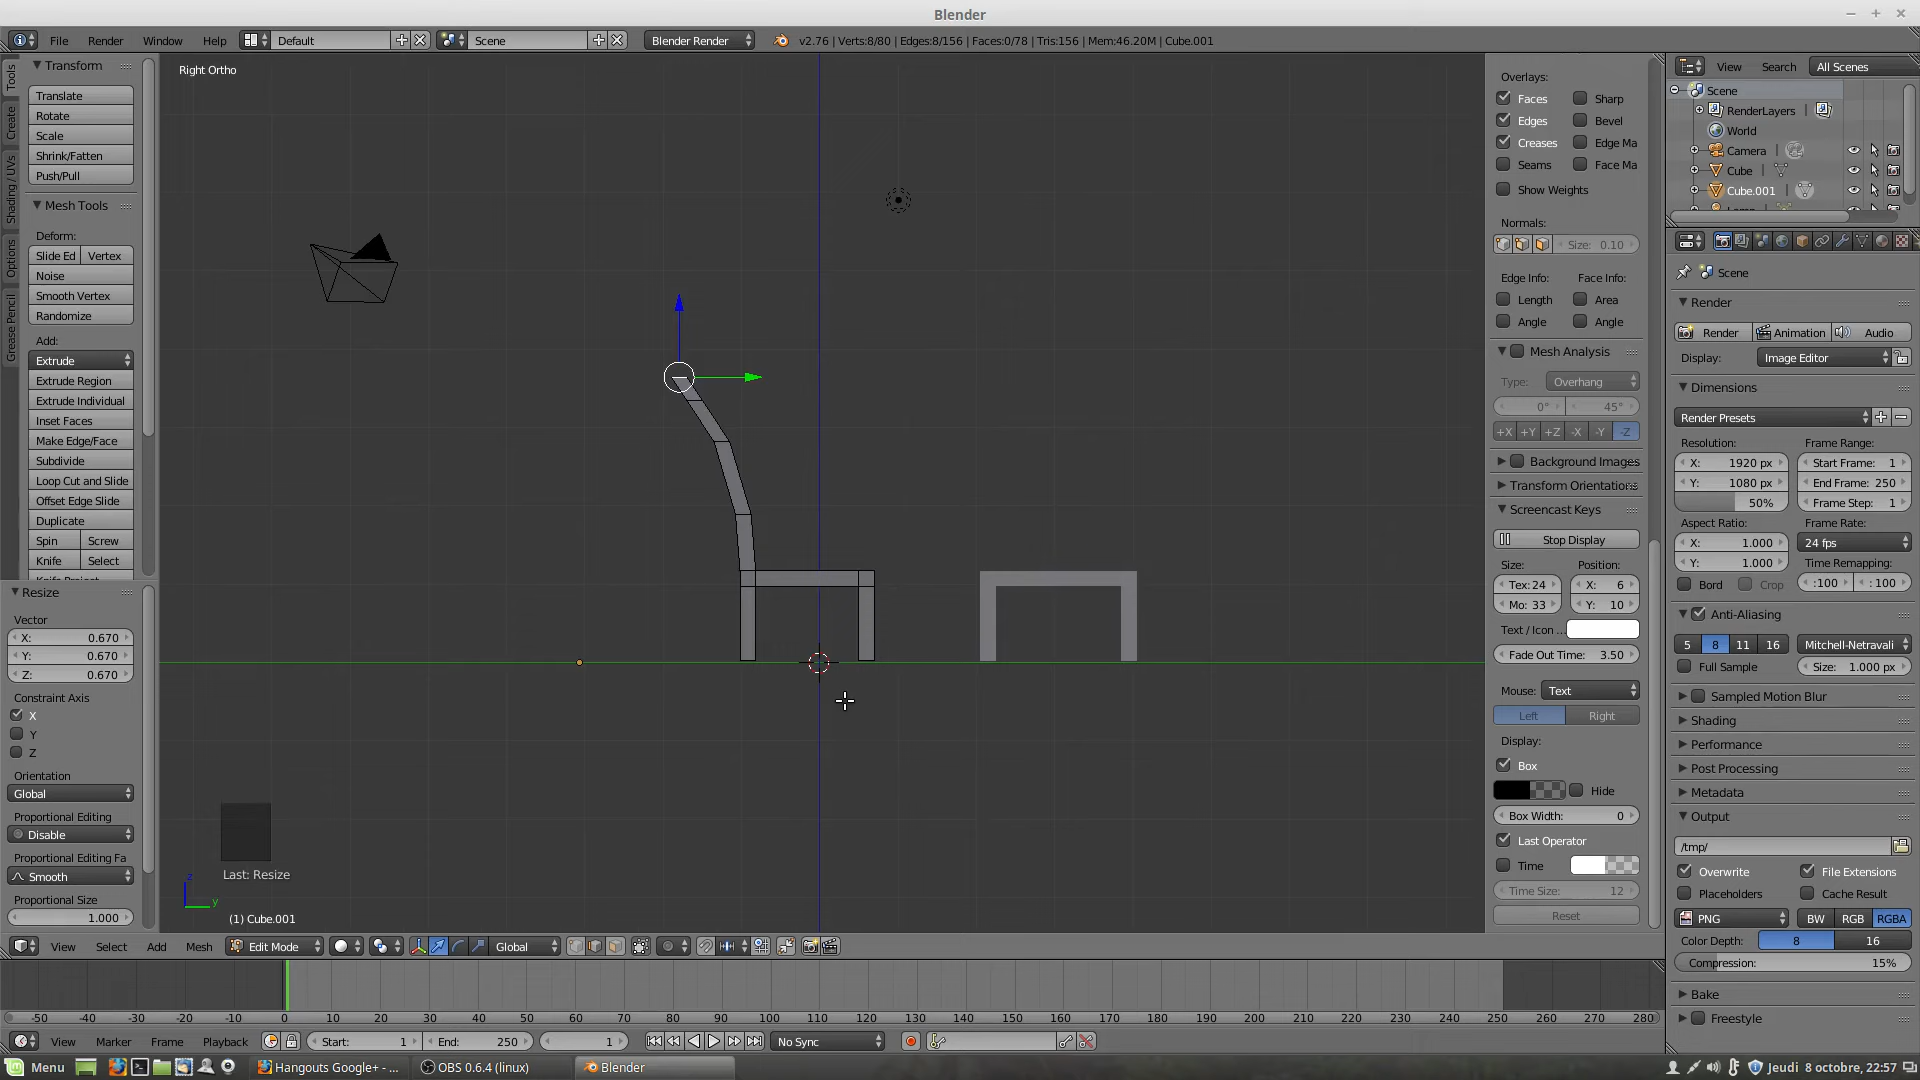 Blender
File Render Window Help Default Scene Blender Render v2.76 | Verts:8/80 | Edges:8/156 | Faces:0/78 | Tris:156 | Mem:46.20M | Cube.001
Tools
Create
Shading / UVs
Options
Grease Pencil
Transform
Translate
Rotate
Scale
Shrink/Fatten
Push/Pull
Mesh Tools
Deform:
Slide Ed Vertex
Noise
Smooth Vertex
Randomize
Add:
Extrude
Extrude Region
Extrude Individual
Inset Faces
Make Edge/Face
Subdivide
Loop Cut and Slide
Offset Edge Slide
Duplicate
Spin Screw
Knife Select
Resize
Vector
X: 0.670
Y: 0.670
Z: 0.670
Constraint Axis
X
Y
Z
Orientation
Global
Proportional Editing
Disable
Proportional Editing Fa
Smooth
Proportional Size
1.000
Right Ortho
Last: Resize
z
y
(1) Cube.001
View Select Add Mesh Edit Mode Global
Overlays:
Faces Sharp
Edges Bevel
Creases Edge Ma
Seams Face Ma
Show Weights
Normals:
Size: 0.10
Edge Info: Face Info:
Length Area
Angle Angle
Mesh Analysis
Type: Overhang
0° 45°
+X +Y +Z -X -Y -Z
Background Images
Transform Orientations
Screencast Keys
Stop Display
Size: Position:
Tex: 24 X: 6
Mo: 33 Y: 10
Text / Icon ...
Fade Out Time: 3.50
Mouse: Text
Left Right
Display:
Box
Hide
Box Width: 0
Last Operator
Time
Time Size: 12
Reset
View Search All Scenes
Scene
RenderLayers
World
Camera
Cube
Cube.001
Scene
Render
Render Animation Audio
Display: Image Editor
Dimensions
Render Presets
Resolution: Frame Range:
X: 1920 px Start Frame: 1
Y: 1080 px End Frame: 250
50% Frame Step: 1
Aspect Ratio: Frame Rate:
X: 1.000 24 fps
Y: 1.000 Time Remapping:
Bord Crop :100 : 100
Anti-Aliasing
5 8 11 16 Mitchell-Netravali
Full Sample Size: 1.000 px
Sampled Motion Blur
Shading
Performance
Post Processing
Metadata
Output
/tmp/
Overwrite File Extensions
Placeholders Cache Result
PNG BW RGB RGBA
Color Depth: 8 16
Compression: 15%
Bake
Freestyle
-50 -40 -30 -20 -10 0 10 20 30 40 50 60 70 80 90 100 110 120 130 140 150 160 170 180 190 200 210 220 230 240 250 260 270 280
View Marker Frame Playback Start: 1 End: 250 1 No Sync
Menu Hangouts Google+ - ... OBS 0.6.4 (linux) Blender Jeudi 8 octobre, 22:57